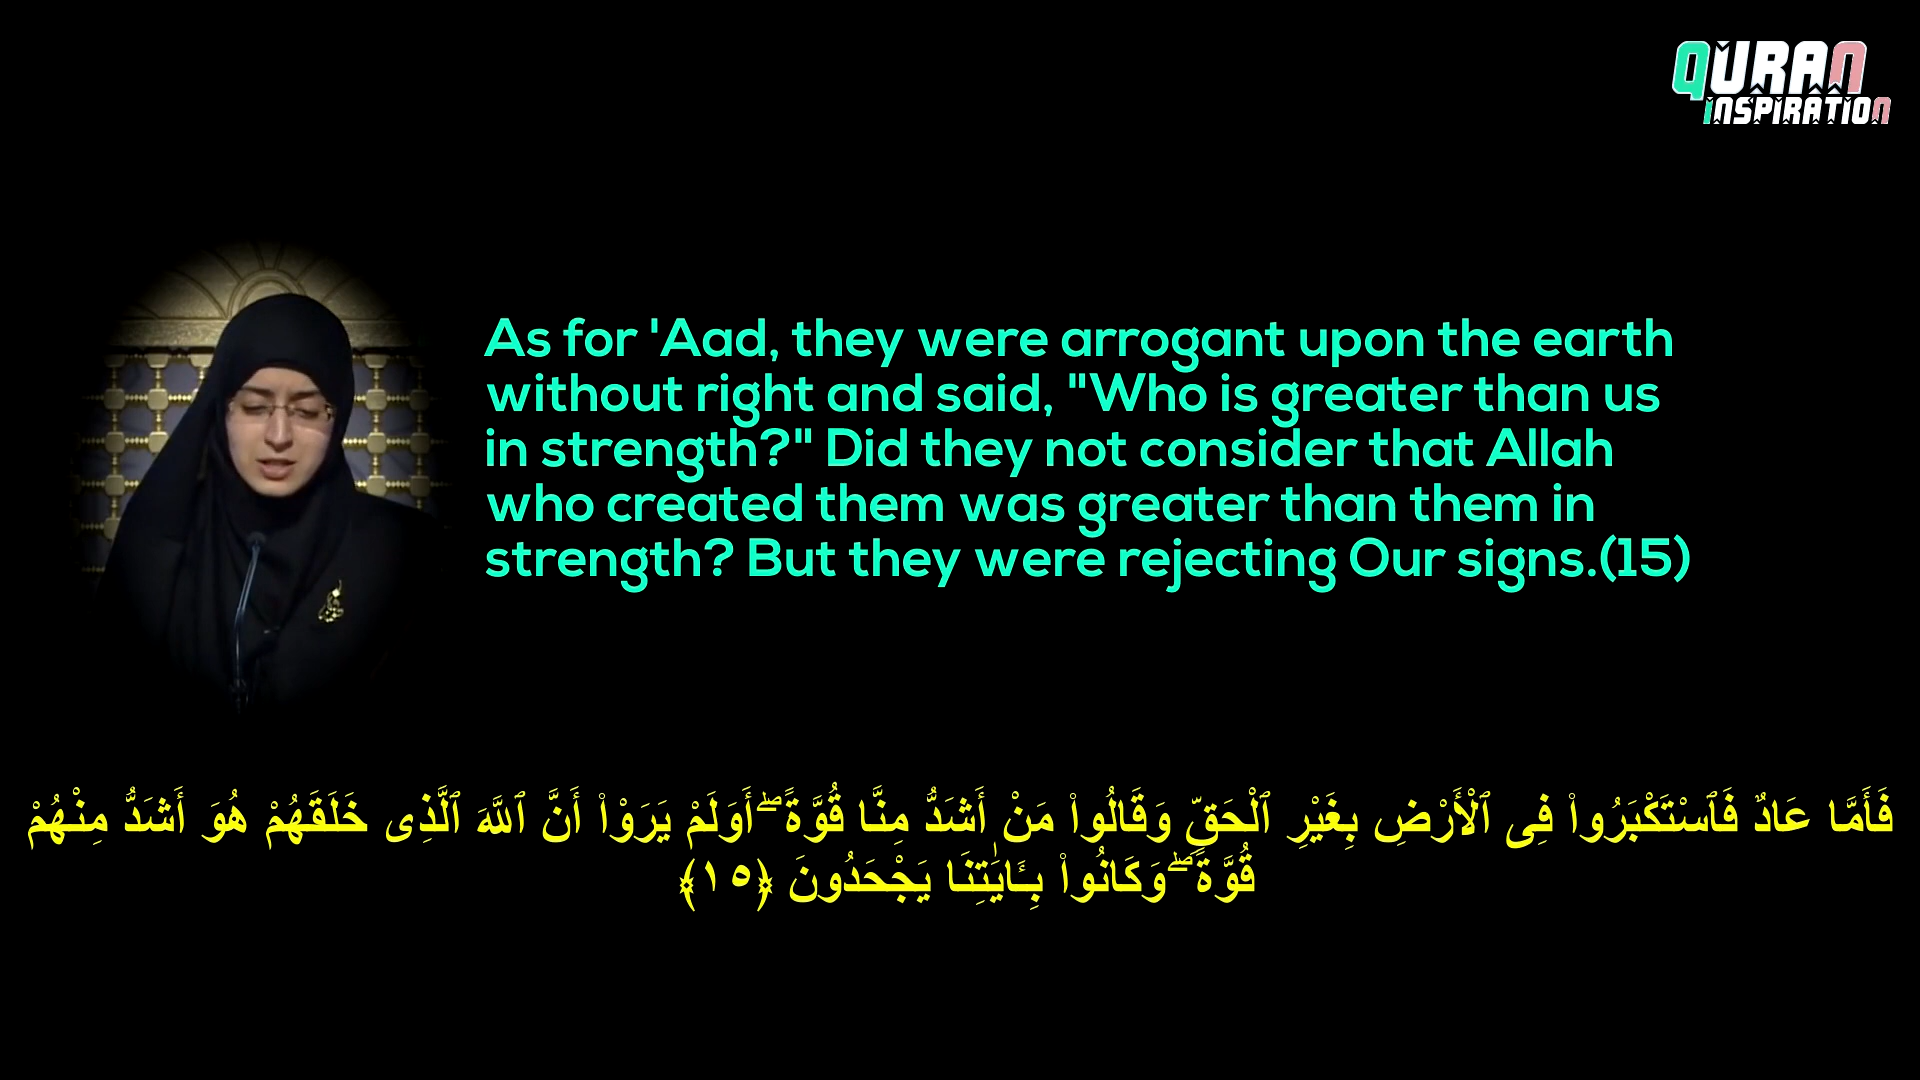 QURAN
INSPIRATION
As for 'Aad, they were arrogant upon the earth
without right and said, "Who is greater than us
in strength?" Did they not consider that Allah
who created them was greater than them in
strength? But they were rejecting Our signs.(15)
فَأَمَّا عَادٌ فَٱسْتَكْبَرُوا۟ فِى ٱلْأَرْضِ بِغَيْرِ ٱلْحَقِّ وَقَالُوا۟ مَنْ أَشَدُّ مِنَّا قُوَّةً ۖ أَوَلَمْ يَرَوْا۟ أَنَّ ٱللَّهَ ٱلَّذِى خَلَقَهُمْ هُوَ أَشَدُّ مِنْهُمْ
قُوَّةً ۖ وَكَانُوا۟ بِـَٔايَـٰتِنَا يَجْحَدُونَ ﴿١٥﴾